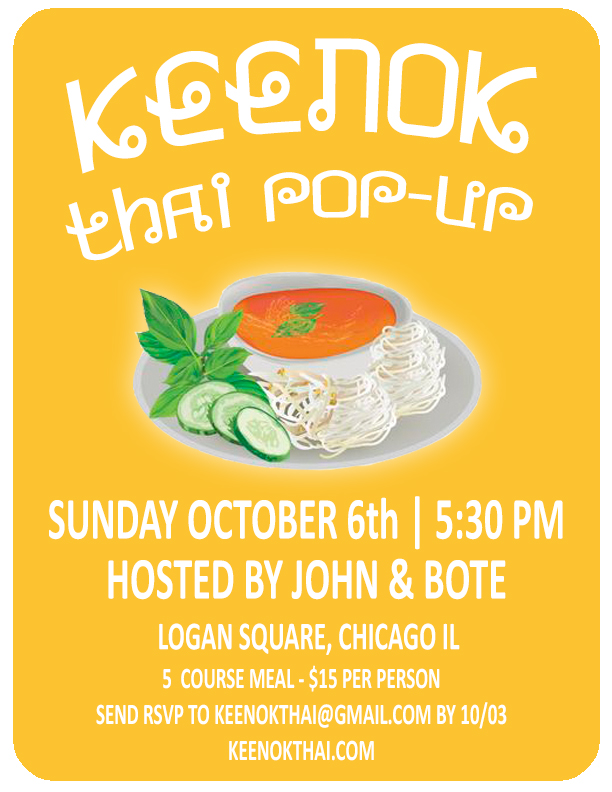 KEENOK
thAi POP-UP
SUNDAY OCTOBER 6th | 5:30 PM
HOSTED BY JOHN & BOTE
LOGAN SQUARE, CHICAGO IL
5 COURSE MEAL - $15 PER PERSON
SEND RSVP TO KEENOKTHAI@GMAIL.COM BY 10/03
KEENOKTHAI.COM